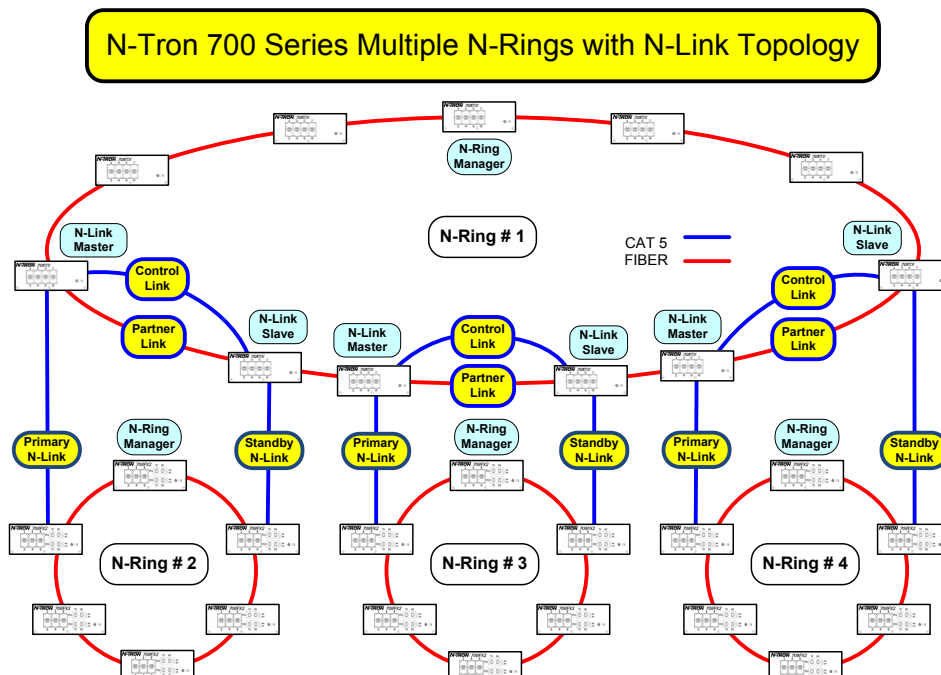 N-Tron 700 Series Multiple N-Rings with N-Link Topology
N-Ring
Manager
N-Ring # 1
CAT 5
FIBER
N-Link
Master
Control
Link
Partner
Link
N-Link
Slave
N-Link
Master
Control
Link
Partner
Link
N-Link
Slave
N-Link
Master
Control
Link
Partner
Link
N-Link
Slave
Primary
N-Link
N-Ring
Manager
Standby
N-Link
Primary
N-Link
N-Ring
Manager
Standby
N-Link
Primary
N-Link
N-Ring
Manager
Standby
N-Link
N-Ring # 2
N-Ring # 3
N-Ring # 4